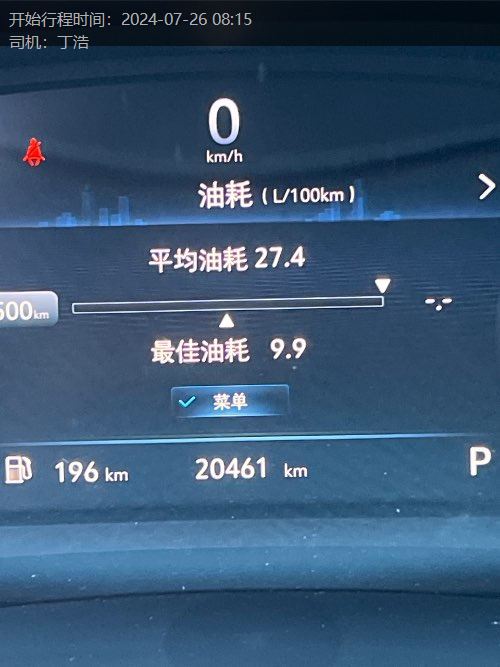 开始行程时间：2024-07-26 08:15
司机：丁浩
0
km/h
油耗（L/100km）
平均油耗 27.4
500km
最佳油耗 9.9
菜单
196 km 20461 km P